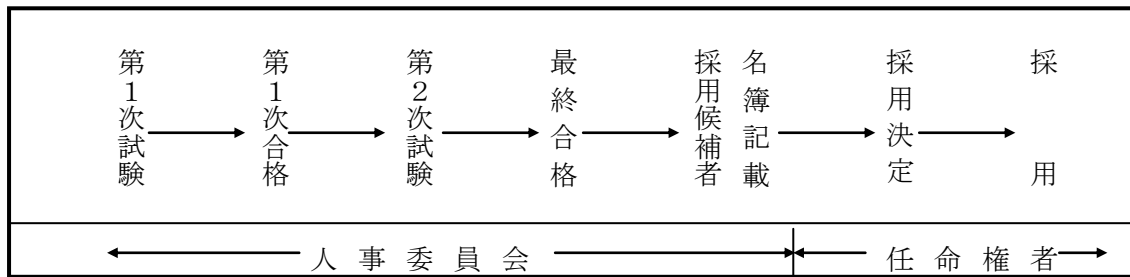 第１次試験
第１次合格
第２次試験
最終合格
採用候補者
名簿記載
採用決定
採用
人事委員会
任命権者